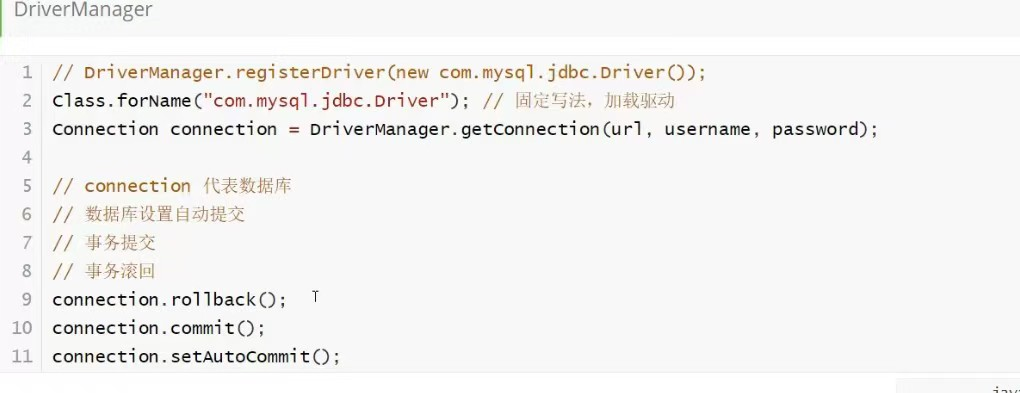 DriverManager
1 // DriverManager.registerDriver(new com.mysql.jdbc.Driver());
2 Class.forName("com.mysql.jdbc.Driver"); // 固定写法，加载驱动
3 Connection connection = DriverManager.getConnection(url, username, password);
4
5 // connection 代表数据库
6 // 数据库设置自动提交
7 // 事务提交
8 // 事务滚回
9 connection.rollback();
10 connection.commit();
11 connection.setAutoCommit();